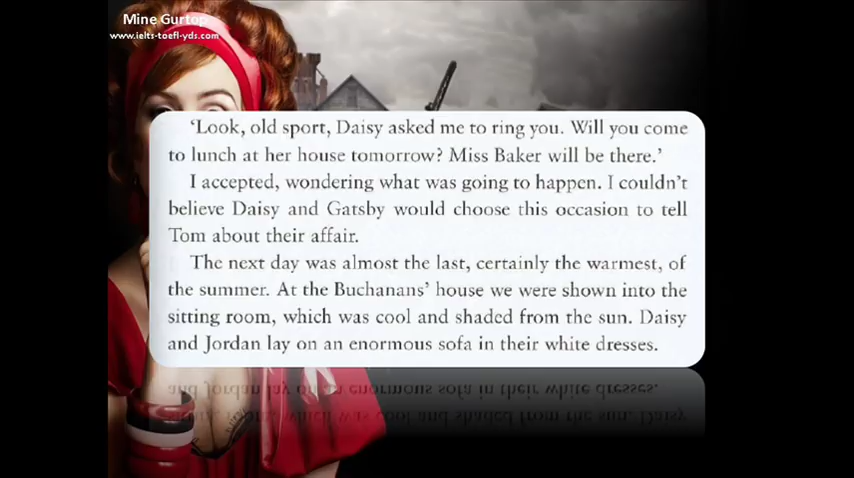 Mine Gurtop
www.ielts-toefl-yds.com
‘Look, old sport, Daisy asked me to ring you. Will you come
to lunch at her house tomorrow? Miss Baker will be there.’
I accepted, wondering what was going to happen. I couldn’t
believe Daisy and Gatsby would choose this occasion to tell
Tom about their affair.
The next day was almost the last, certainly the warmest, of
the summer. At the Buchanans’ house we were shown into the
sitting room, which was cool and shaded from the sun. Daisy
and Jordan lay on an enormous sofa in their white dresses.